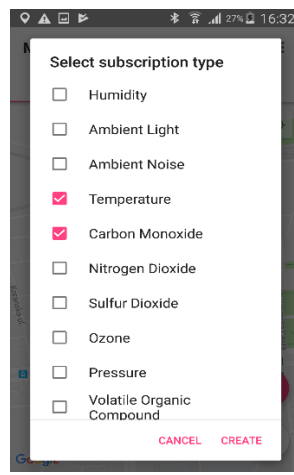 27% 16:32
M
Select subscription type
Humidity
Ambient Light
Ambient Noise
Temperature
Carbon Monoxide
Nitrogen Dioxide
Sulfur Dioxide
Ozone
Pressure
Volatile Organic
Compound
CANCEL CREATE
Google